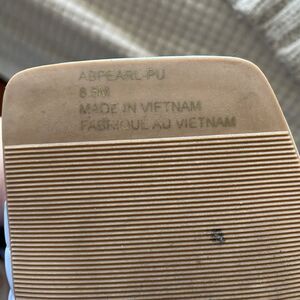 ABPEARL-PU
8.5M
MADE IN VIETNAM
FABRIQUE AU VIETNAM